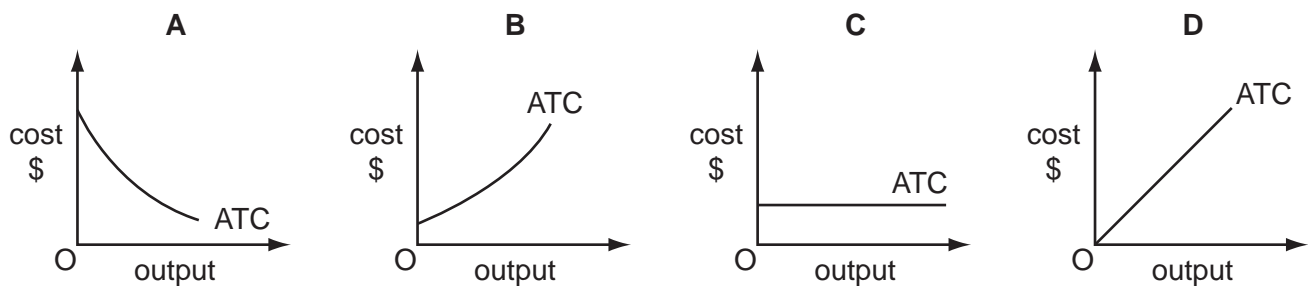 A
cost
$
ATC
O
output
B
cost
$
ATC
O
output
C
cost
$
ATC
O
output
D
cost
$
ATC
O
output